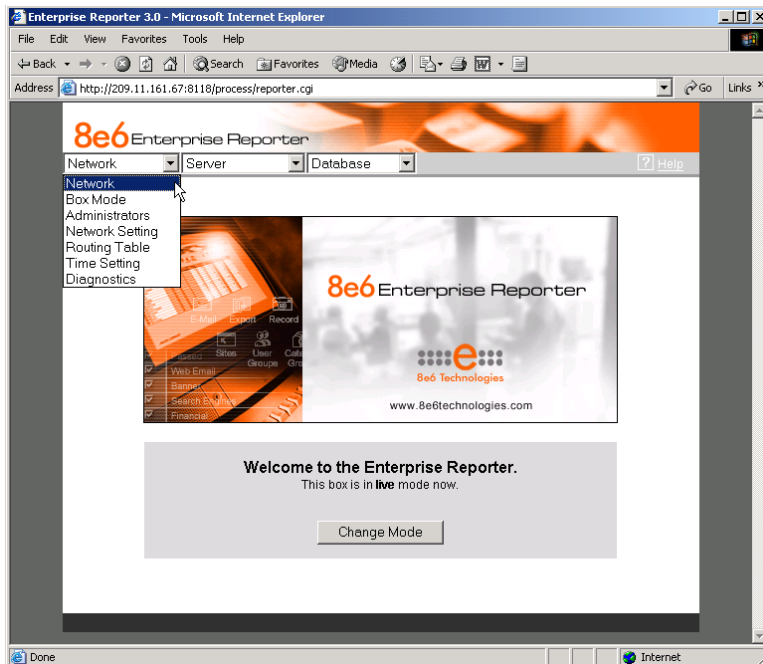 Enterprise Reporter 3.0 - Microsoft Internet Explorer
File Edit View Favorites Tools Help
Back Search Favorites Media
Address http://209.11.161.67:8118/process/reporter.cgi Go Links »
8e6 Enterprise Reporter
Network Server Database ? Help
Network
Box Mode
Administrators
Network Setting
Routing Table
Time Setting
Diagnostics
8e6 Enterprise Reporter
E-Mail Export Record
Sites User Groups
Passed
Web Email
Banner
Search Engines
Financial
e
8e6 Technologies
www.8e6technologies.com
Welcome to the Enterprise Reporter.
This box is in live mode now.
Change Mode
Done Internet